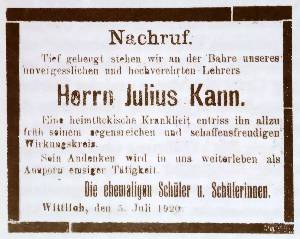 Nachruf.
Tief gebeugt stehen wir an der Bahre unseres
unvergesslichen und hochverehrten Lehrers
Herrn Julius Kann.
Eine heimtückische Krankheit entriss ihn allzu
früh seinem segensreichen und schaffensfreudigen
Wirkungskreis.
Sein Andenken wird in uns weiterleben als
Ansporn emsiger Tätigkeit.
Die ehemaligen Schüler u. Schülerinnen.
Wittlich, den 5. Juli 1920